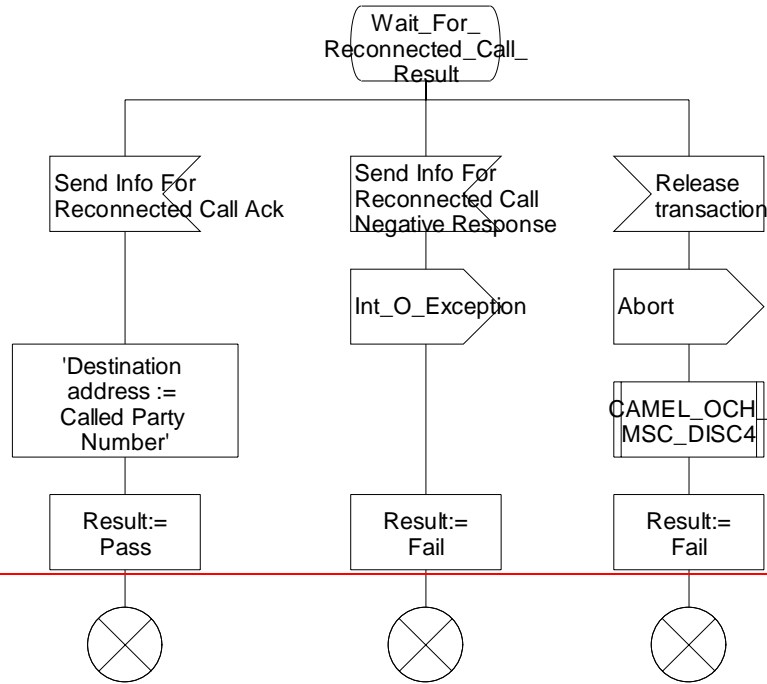 Wait_For_
Reconnected_Call_
Result
Send Info For
Reconnected Call Ack
Send Info For
Reconnected Call
Negative Response
Release
transaction
Int_O_Exception
Abort
'Destination
address :=
Called Party
Number'
CAMEL_OCH_
MSC_DISC4
Result:=
Pass
Result:=
Fail
Result:=
Fail